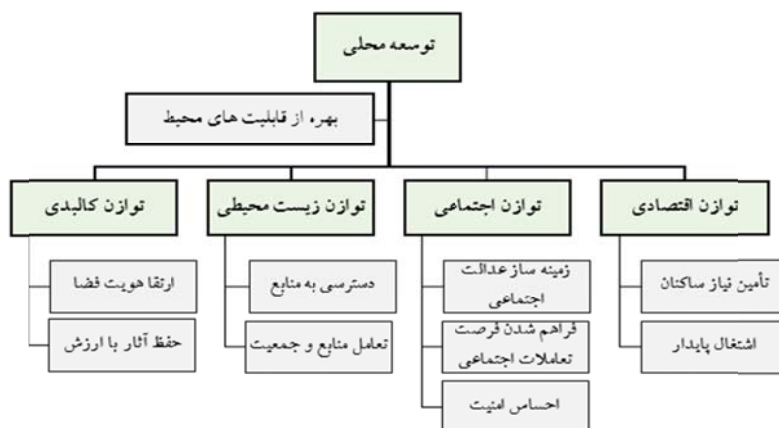 توسعه محلی
بهره از قابلیت های محیط
توازن اقتصادی
تأمین نیاز ساکنان
اشتغال پایدار
توازن اجتماعی
زمینه ساز عدالت
اجتماعی
فراهم شدن فرصت
تعاملات اجتماعی
احساس امنیت
توازن زیست محیطی
دسترسی به منابع
تعامل منابع و جمعیت
توازن کالبدی
ارتقا هویت فضا
حفظ آثار با ارزش